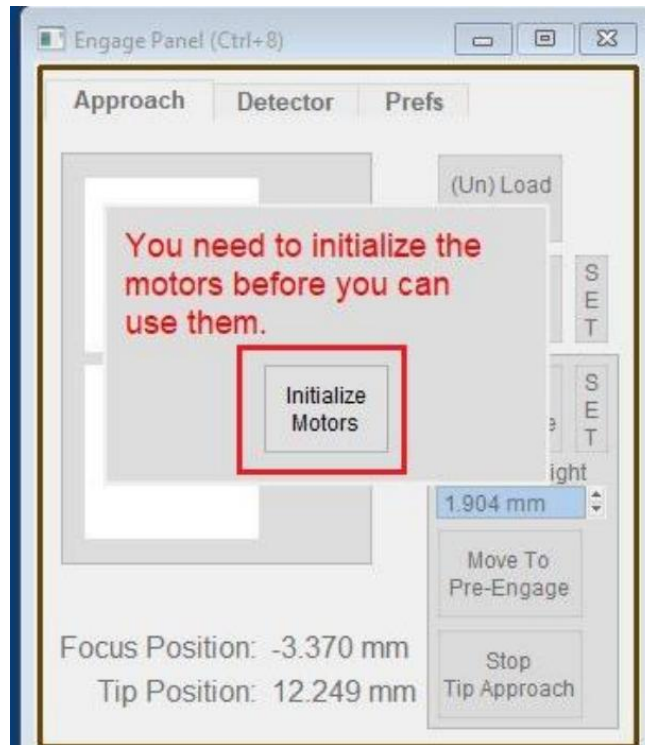 Engage Panel (Ctrl+8)
Approach Detector Prefs
(Un) Load
You need to initialize the
motors before you can
use them.
SET
Initialize
Motors
SET
1.904 mm
Move To
Pre-Engage
Focus Position: -3.370 mm
Tip Position: 12.249 mm
Stop
Tip Approach